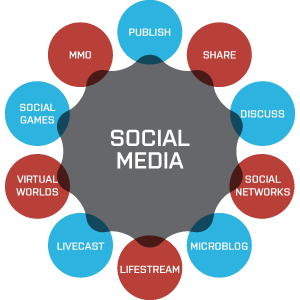 PUBLISH
SHARE
DISCUSS
SOCIAL
NETWORKS
MICROBLOG
LIFESTREAM
LIVECAST
VIRTUAL
WORLDS
SOCIAL
GAMES
MMO
SOCIAL
MEDIA